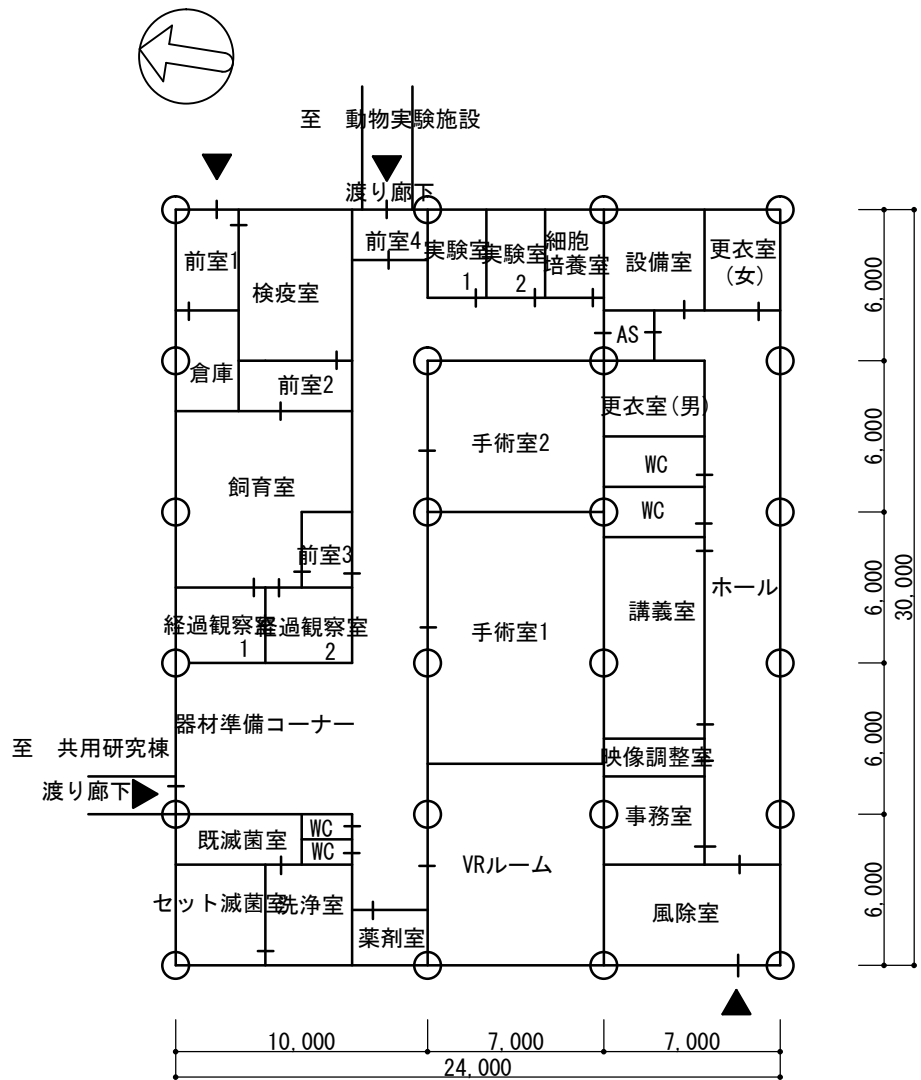 至 動物実験施設
渡り廊下
前室1
検疫室
前室4
実験室
1
実験室
2
細胞
培養室
設備室
更衣室
(女)
倉庫
前室2
AS
更衣室(男)
飼育室
手術室2
WC
WC
前室3
ホール
経過観察室
1
経過観察室
2
手術室1
講義室
器材準備コーナー
至 共用研究棟
渡り廊下
映像調整室
事務室
既滅菌室
WC
WC
VRルーム
セット滅菌室
洗浄室
薬剤室
風除室
6,000
6,000
6,000
6,000
6,000
30,000
10,000
7,000
7,000
24,000